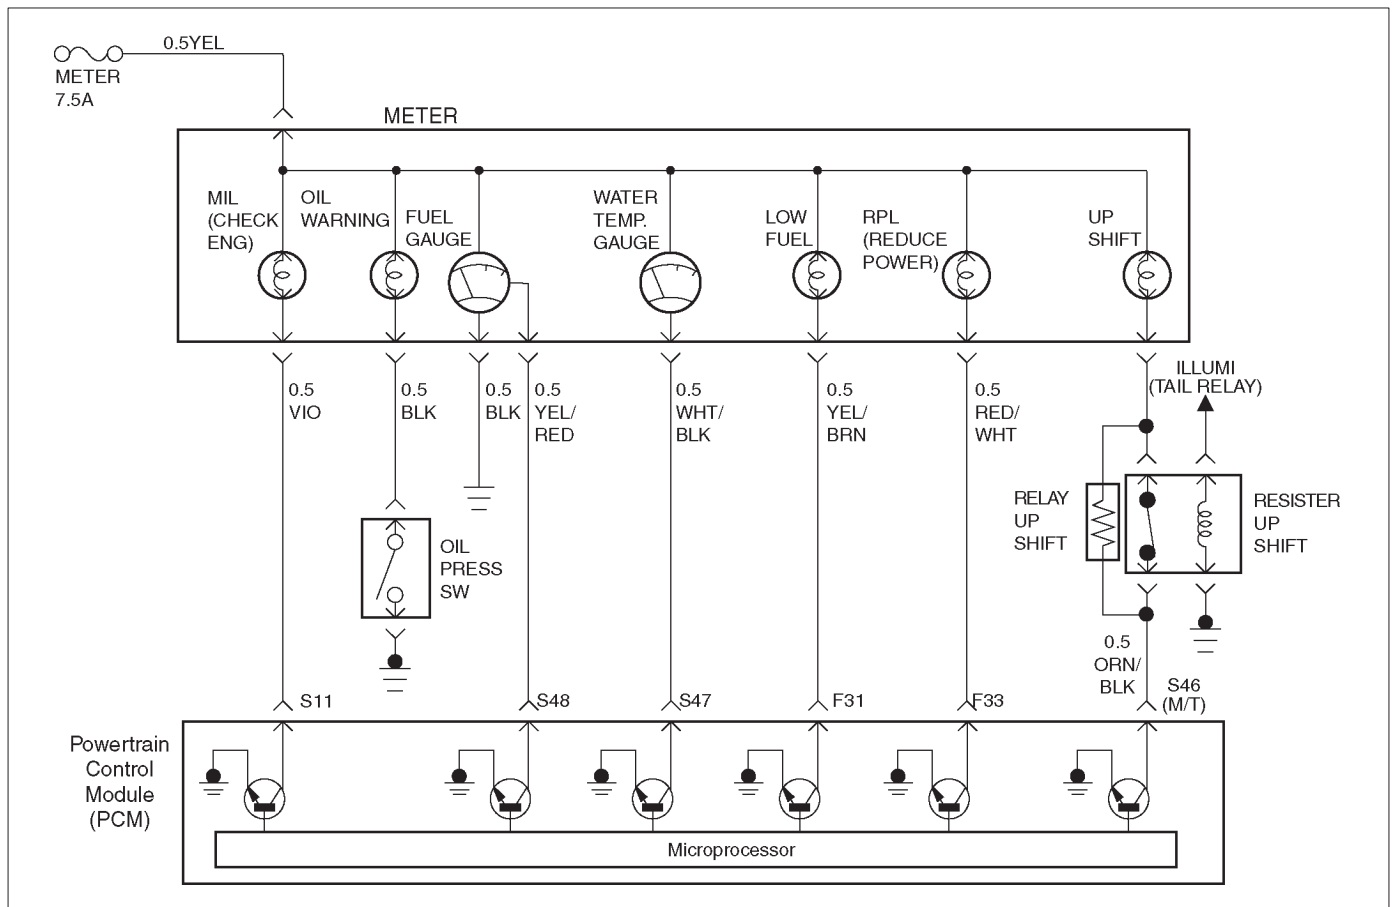 0.5YEL
METER
7.5A
METER
MIL
(CHECK
ENG)
OIL
WARNING
FUEL
GAUGE
WATER
TEMP.
GAUGE
LOW
FUEL
RPL
(REDUCE
POWER)
UP
SHIFT
0.5
VIO
0.5
BLK
0.5
BLK
0.5
YEL/
RED
0.5
WHT/
BLK
0.5
YEL/
BRN
0.5
RED/
WHT
ILLUMI
(TAIL RELAY)
RELAY
UP
SHIFT
RESISTER
UP
SHIFT
OIL
PRESS
SW
0.5
ORN/
BLK
S11
S48
S47
F31
F33
S46
(M/T)
Powertrain
Control
Module
(PCM)
Microprocessor